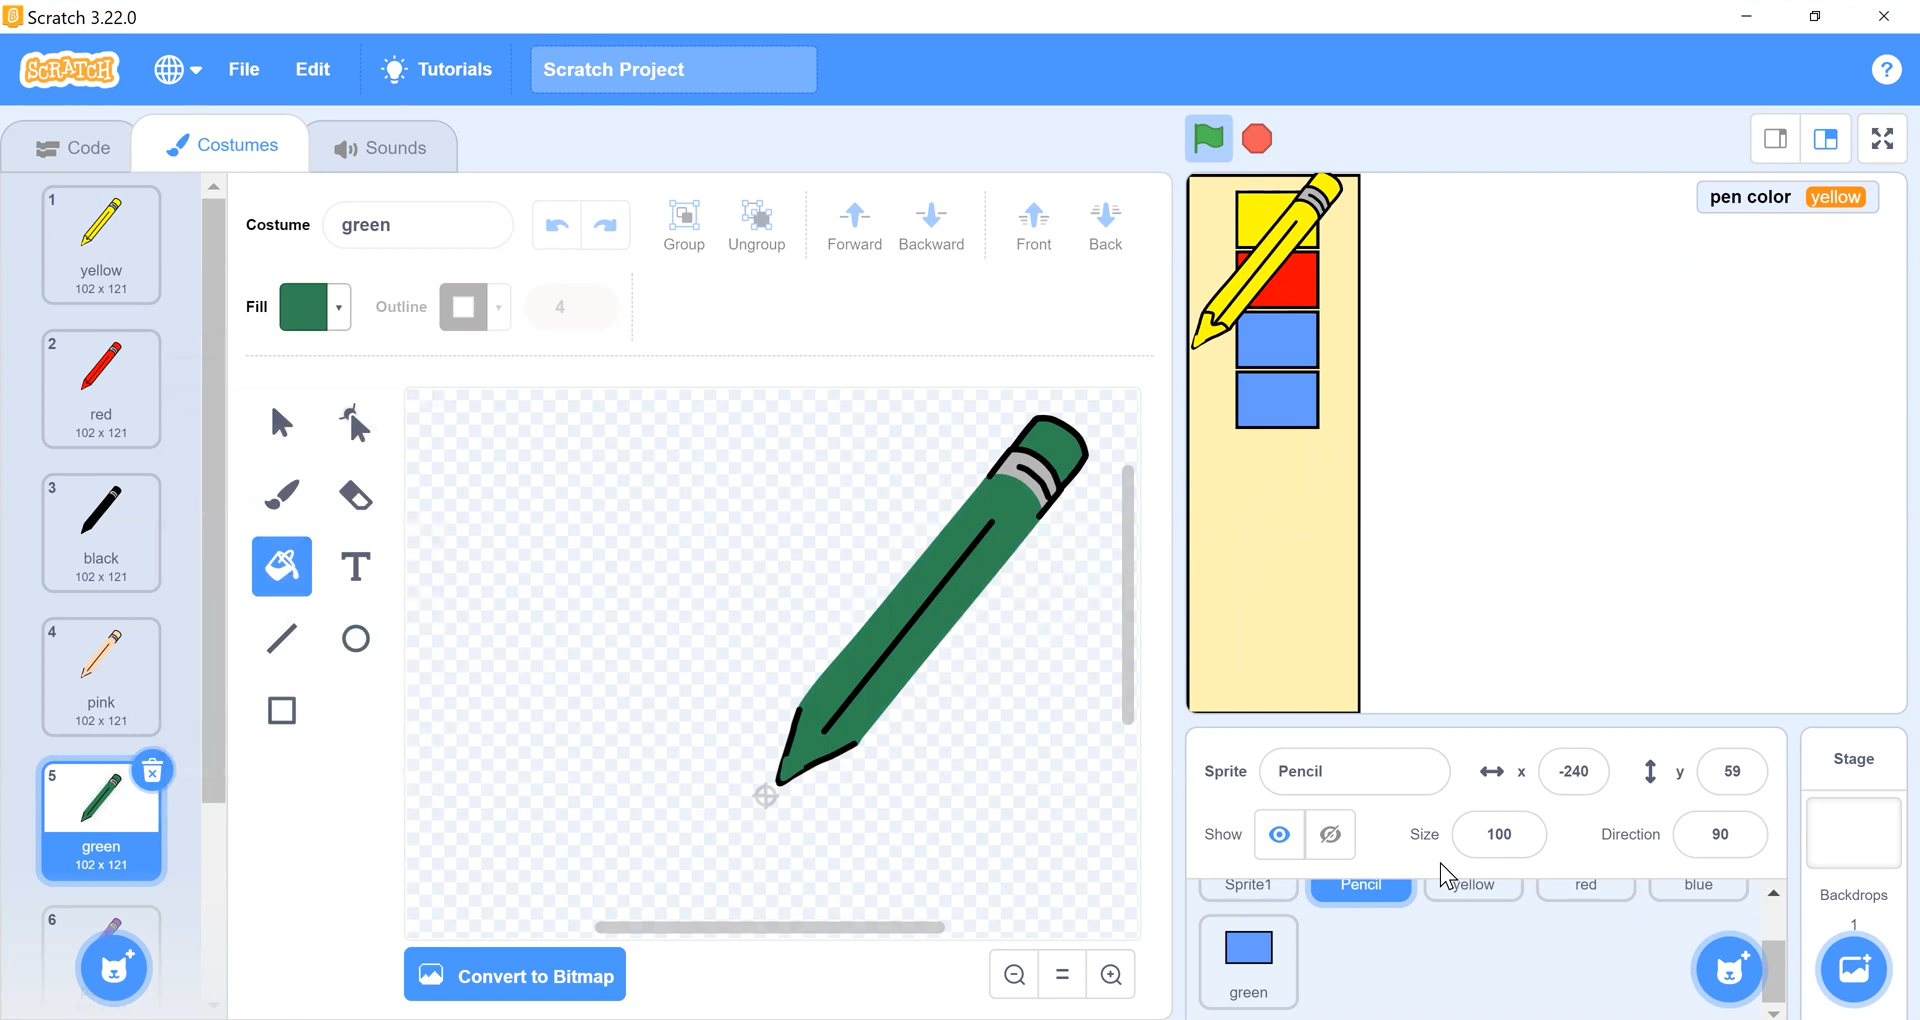 Scratch 3.22.0
SCRATCH
File
Edit
Tutorials
Scratch Project
?
Code
Costumes
Sounds
pen color yellow
1
yellow
102 x 121
2
red
102 x 121
3
black
102 x 121
4
pink
102 x 121
5
green
102 x 121
6
Costume
green
Group
Ungroup
Forward
Backward
Front
Back
Fill
Outline
4
T
Convert to Bitmap
Sprite
Pencil
x
-240
y
59
Show
Size
100
Direction
90
Sprite1
Pencil
yellow
red
blue
green
Stage
Backdrops
1